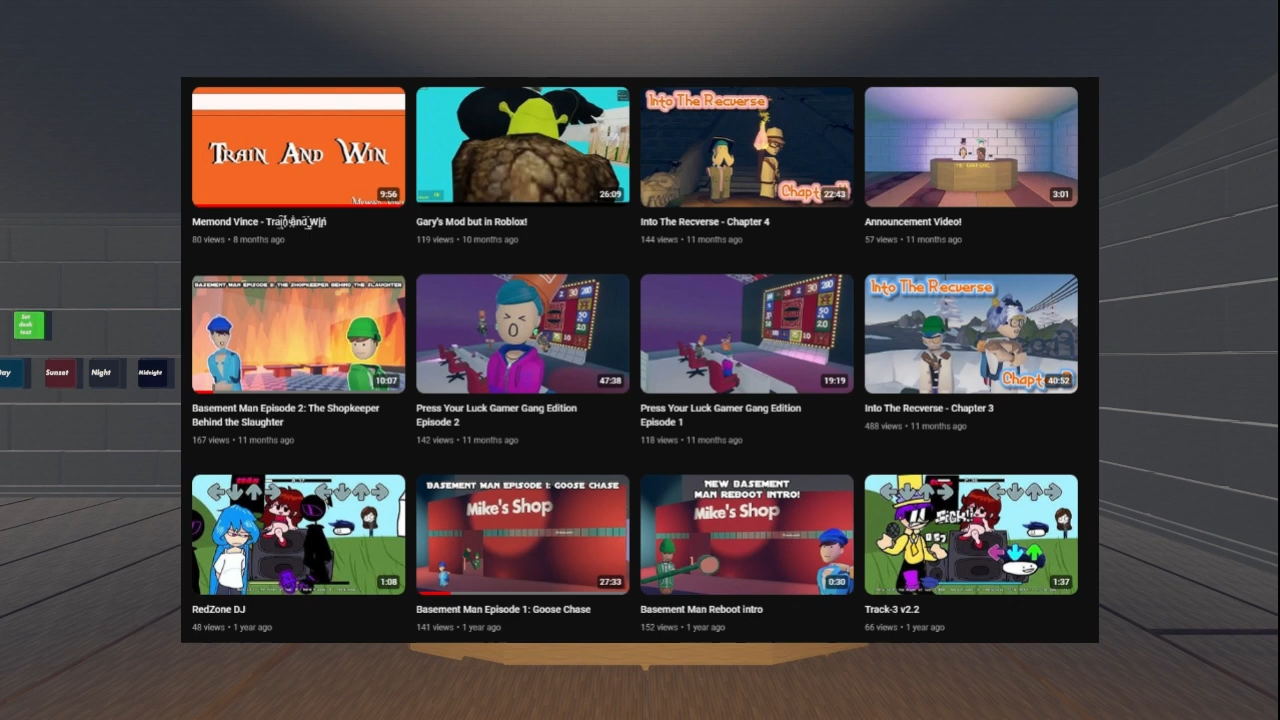 Into The Recverse
TRAIN AND WIN
9:56
26:09
22:43
3:01
Memond Vince - Train and Win
Gary's Mod but in Roblox!
Into The Recverse - Chapter 4
Announcement Video!
80 views • 8 months ago
119 views • 10 months ago
144 views • 11 months ago
57 views • 11 months ago
BASEMENT MAN EPISODE 2: THE SHOPKEEPER BEHIND THE SLAUGHTER
Into The Recverse
Set
desk
text
Sunset
Night
Midnight
10:07
47:38
19:19
40:52
Basement Man Episode 2: The Shopkeeper
Behind the Slaughter
Press Your Luck Gamer Gang Edition
Episode 2
Press Your Luck Gamer Gang Edition
Episode 1
Into The Recverse - Chapter 3
167 views • 11 months ago
142 views • 11 months ago
118 views • 11 months ago
488 views • 11 months ago
BASEMENT MAN EPISODE 1: GOOSE CHASE
Mike's Shop
NEW BASEMENT
MAN REBOOT INTRO!
Mike's Shop
SICK!!
1:08
27:33
0:30
1:37
RedZone DJ
Basement Man Episode 1: Goose Chase
Basement Man Reboot intro
Track-3 v2.2
48 views • 1 year ago
141 views • 1 year ago
152 views • 1 year ago
66 views • 1 year ago